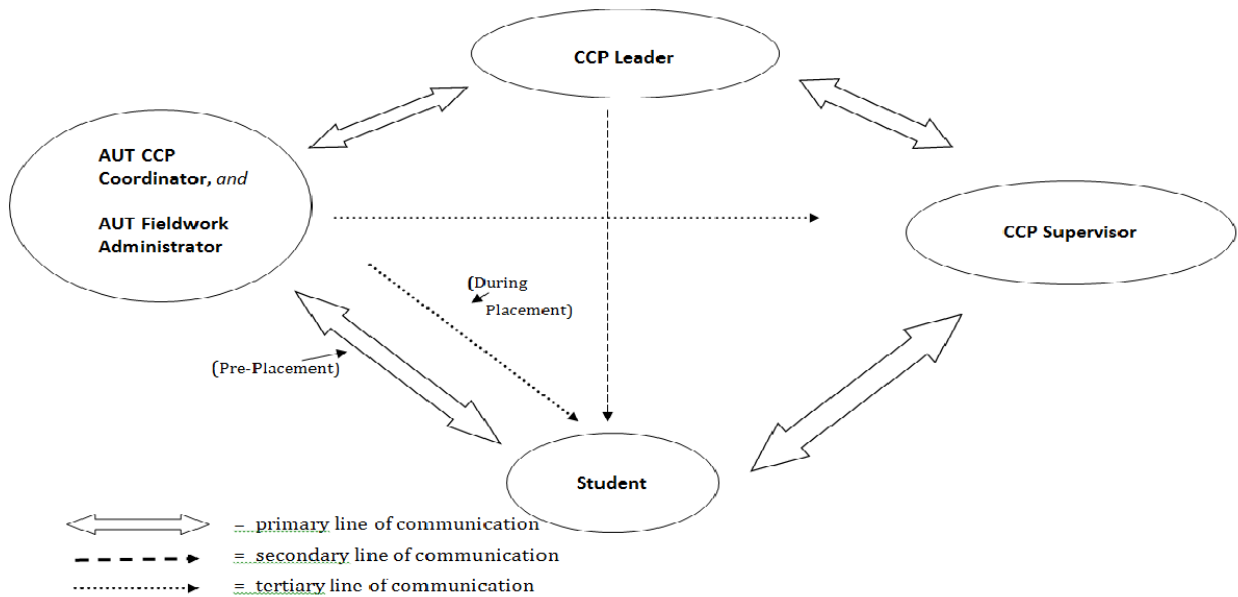 CCP Leader
AUT CCP
Coordinator, and
AUT Fieldwork
Administrator
CCP Supervisor
(During
Placement)
(Pre-Placement)
Student
= primary line of communication
= secondary line of communication
= tertiary line of communication